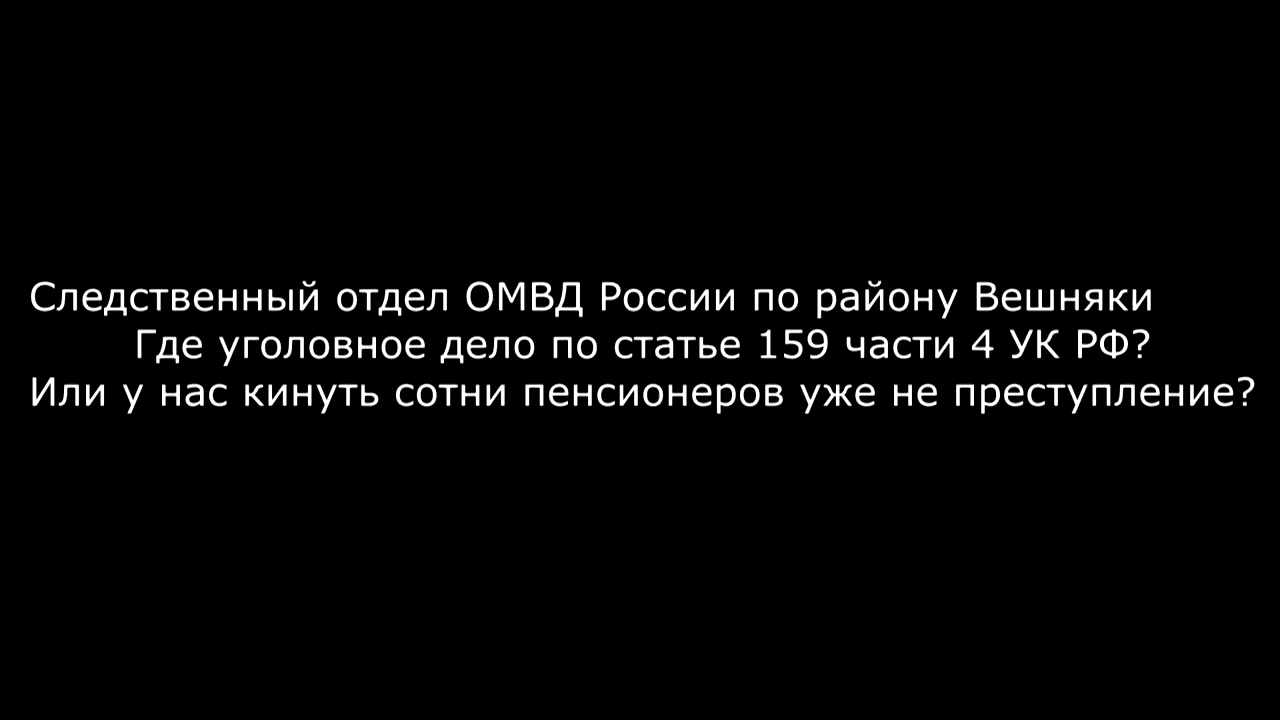 Следственный отдел ОМВД России по району Вешняки
Где уголовное дело по статье 159 части 4 УК РФ?
Или у нас кинуть сотни пенсионеров уже не преступление?